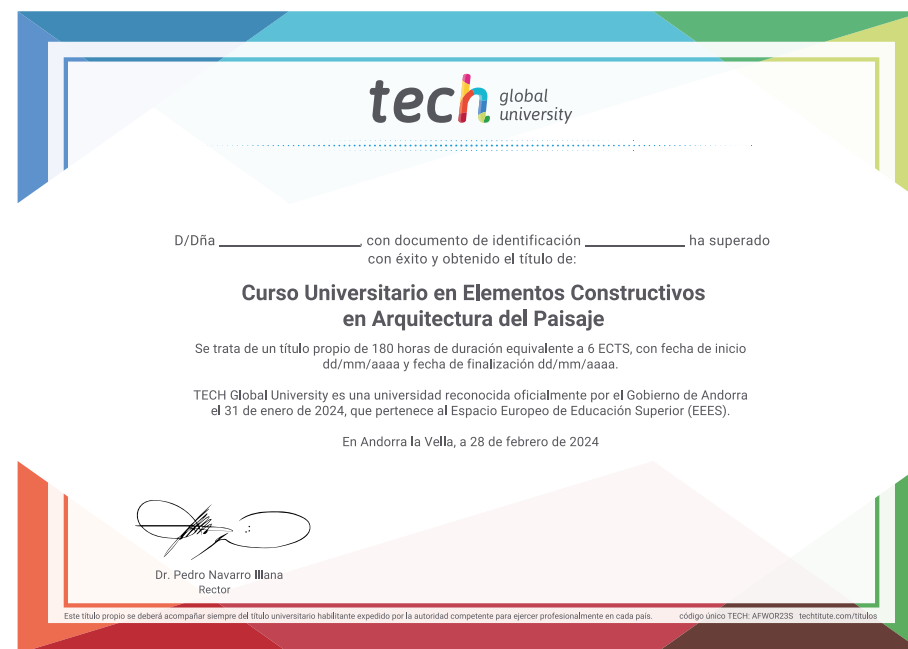 tech global university
D/Dña ____________________, con documento de identificación ______________ ha superado
con éxito y obtenido el título de:
Curso Universitario en Elementos Constructivos
en Arquitectura del Paisaje
Se trata de un título propio de 180 horas de duración equivalente a 6 ECTS, con fecha de inicio
dd/mm/aaaa y fecha de finalización dd/mm/aaaa.
TECH Global University es una universidad reconocida oficialmente por el Gobierno de Andorra
el 31 de enero de 2024, que pertenece al Espacio Europeo de Educación Superior (EEES).
En Andorra la Vella, a 28 de febrero de 2024
Dr. Pedro Navarro Illana
Rector
Este título propio se deberá acompañar siempre del título universitario habilitante expedido por la autoridad competente para ejercer profesionalmente en cada país. código único TECH: AFWOR23S techtitute.com/titulos